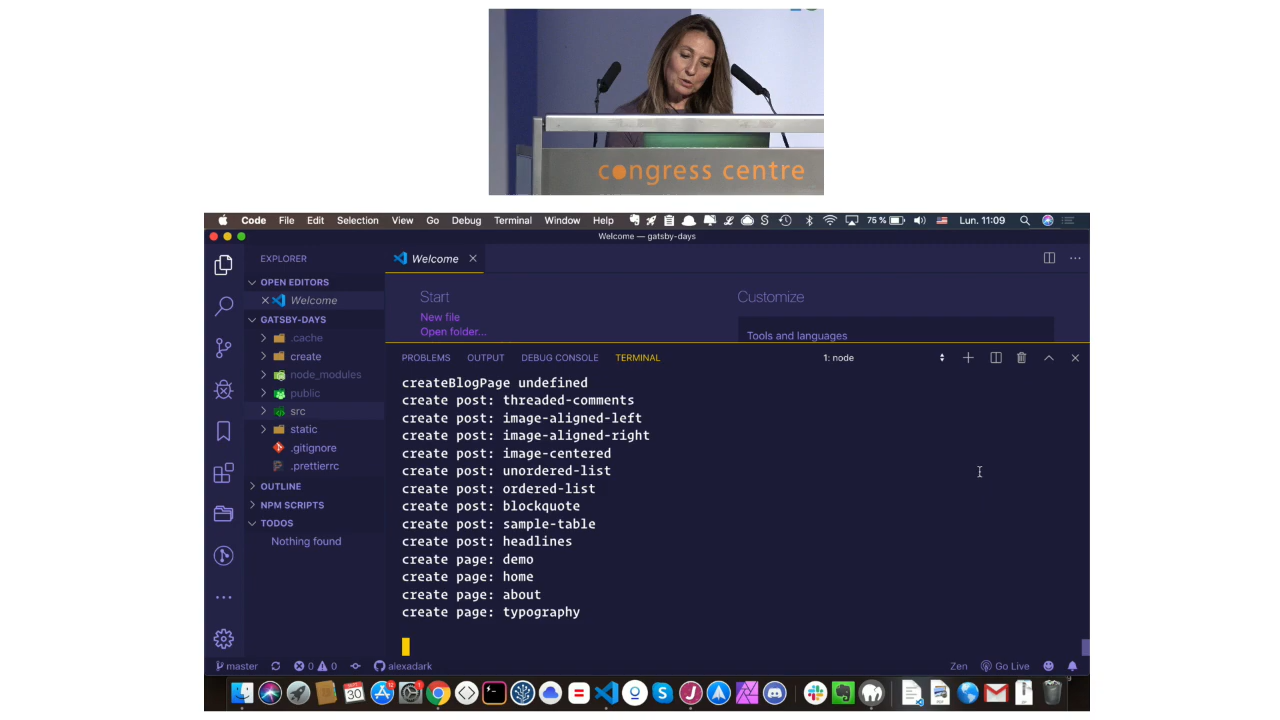 congress centre
Code File Edit Selection View Go Debug Terminal Window Help 75% Lun. 11:09
Welcome — gatsby-days
EXPLORER
Welcome
OPEN EDITORS
Welcome
GATSBY-DAYS
.cache
create
node_modules
public
src
static
.gitignore
.prettierrc
OUTLINE
NPM SCRIPTS
TODOS
Nothing found
Start
New file
Open folder...
Customize
Tools and languages
PROBLEMS OUTPUT DEBUG CONSOLE TERMINAL 1: node
createBlogPage undefined
create post: threaded-comments
create post: image-aligned-left
create post: image-aligned-right
create post: image-centered
create post: unordered-list
create post: ordered-list
create post: blockquote
create post: sample-table
create post: headlines
create page: demo
create page: home
create page: about
create page: typography
master 0 0 alexadark Zen Go Live
30